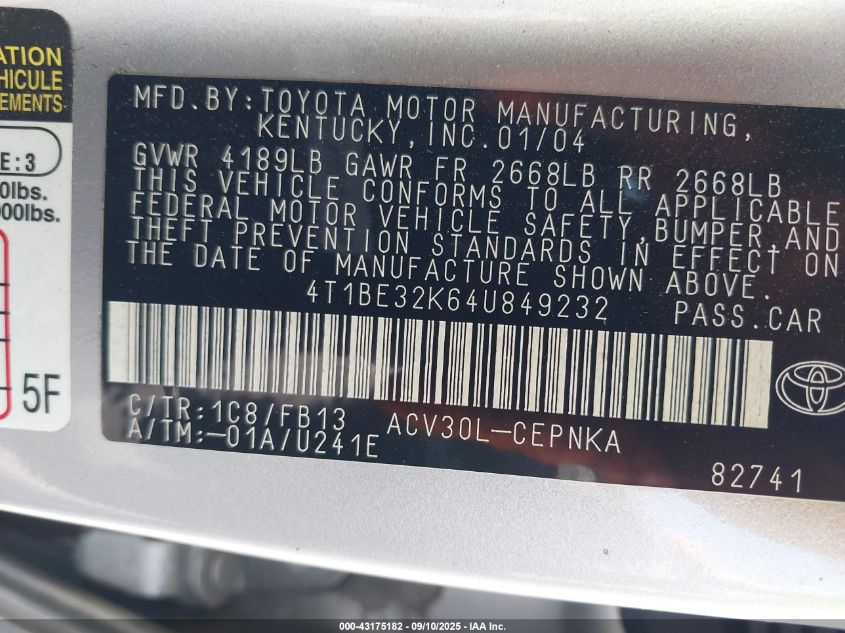 ATION
HICULE
EMENTS
E:3
0lbs.
000lbs.
5F
MFD. BY: TOYOTA MOTOR MANUFACTURING,
KENTUCKY, INC. 01/04
GVWR 4189LB GAWR FR 2668LB RR 2668LB
THIS VEHICLE CONFORMS TO ALL APPLICABLE
FEDERAL MOTOR VEHICLE SAFETY, BUMPER, AND
THEFT PREVENTION STANDARDS IN EFFECT ON
THE DATE OF MANUFACTURE SHOWN ABOVE.
4T1BE32K64U849232 PASS. CAR
C/TR: 1C8/FB13 ACV30L-CEPNKA
A/TM: -01A/U241E
82741
000-43175182 - 09/10/2025 - IAA Inc.